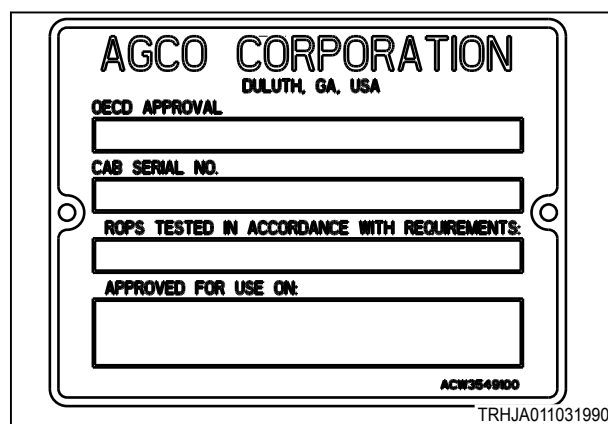 AGCO CORPORATION
DULUTH, GA, USA
OECD APPROVAL
CAB SERIAL NO.
ROPS TESTED IN ACCORDANCE WITH REQUIREMENTS:
APPROVED FOR USE ON:
ACW3549100
TRHJA011031990